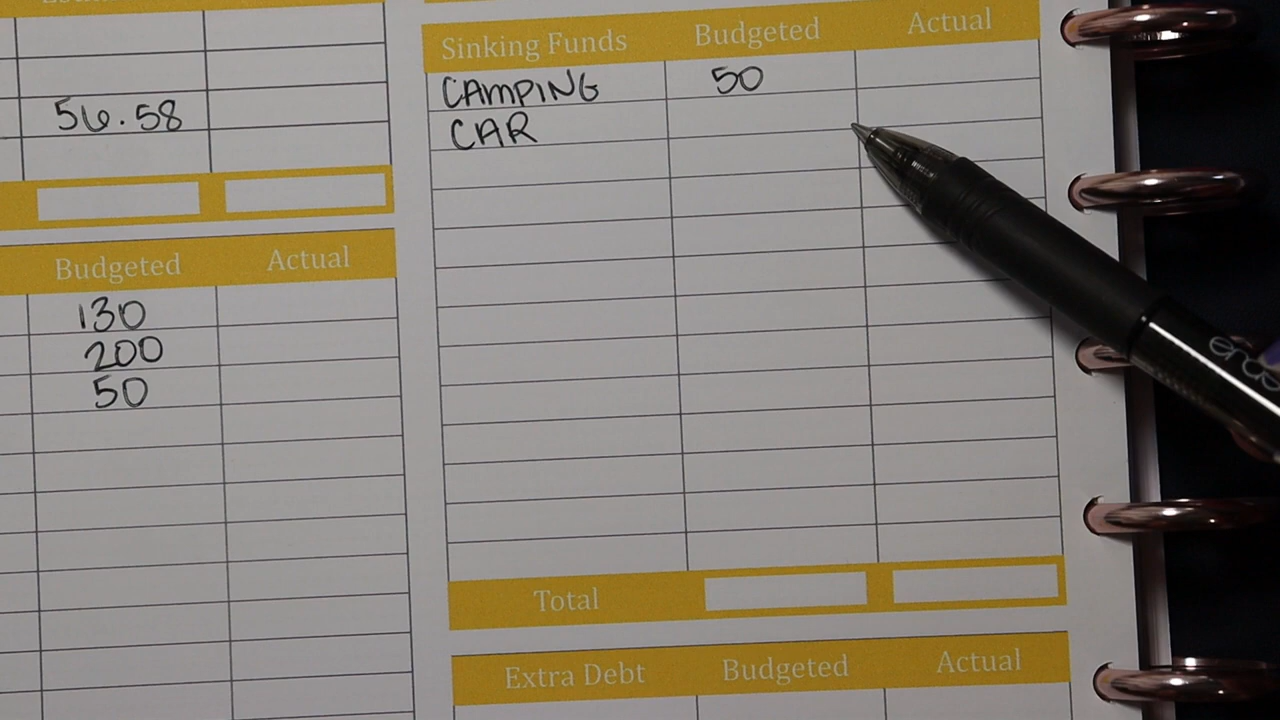 56.58
Budgeted Actual
130
200
50
Sinking Funds Budgeted Actual
CAMPING 50
CAR
Total
Extra Debt Budgeted Actual